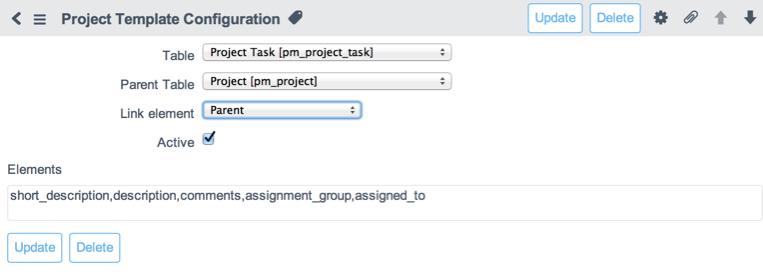 Project Template Configuration Update Delete
Table Project Task [pm_project_task]
Parent Table Project [pm_project]
Link element Parent
Active
Elements
short_description,description,comments,assignment_group,assigned_to
Update Delete